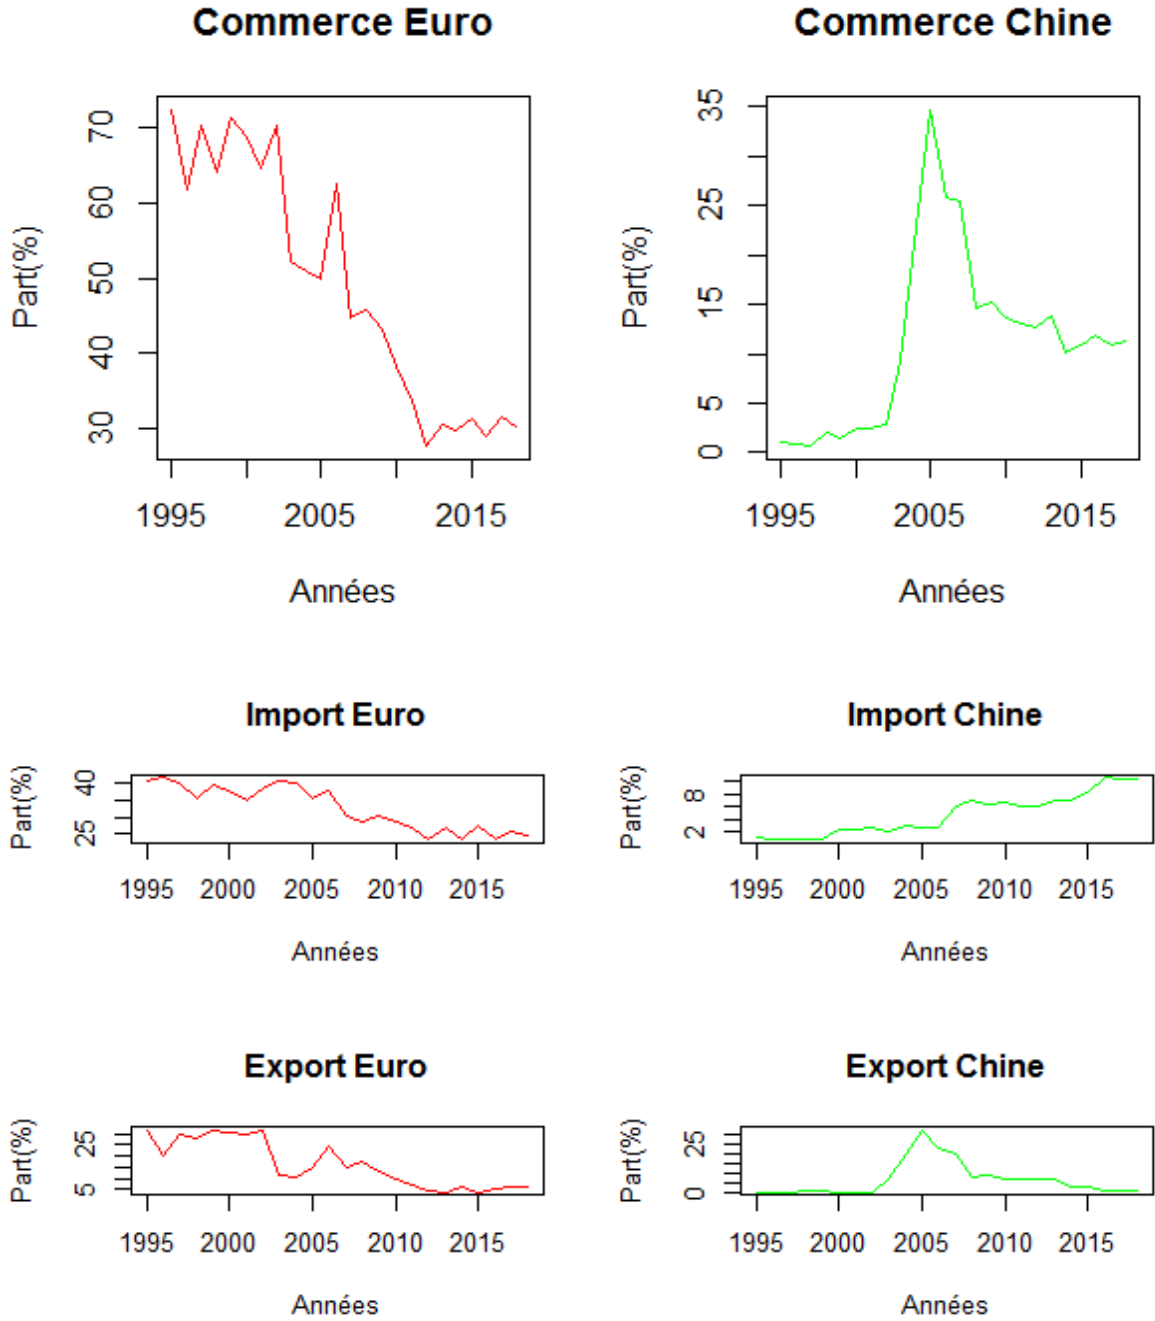 Commerce Euro
Part(%)
70
60
50
40
30
1995 2005 2015
Années
Commerce Chine
Part(%)
35
25
15
5
0
1995 2005 2015
Années
Import Euro
Part(%)
40
25
1995 2000 2005 2010 2015
Années
Import Chine
Part(%)
8
2
1995 2000 2005 2010 2015
Années
Export Euro
Part(%)
25
5
1995 2000 2005 2010 2015
Années
Export Chine
Part(%)
25
0
1995 2000 2005 2010 2015
Années